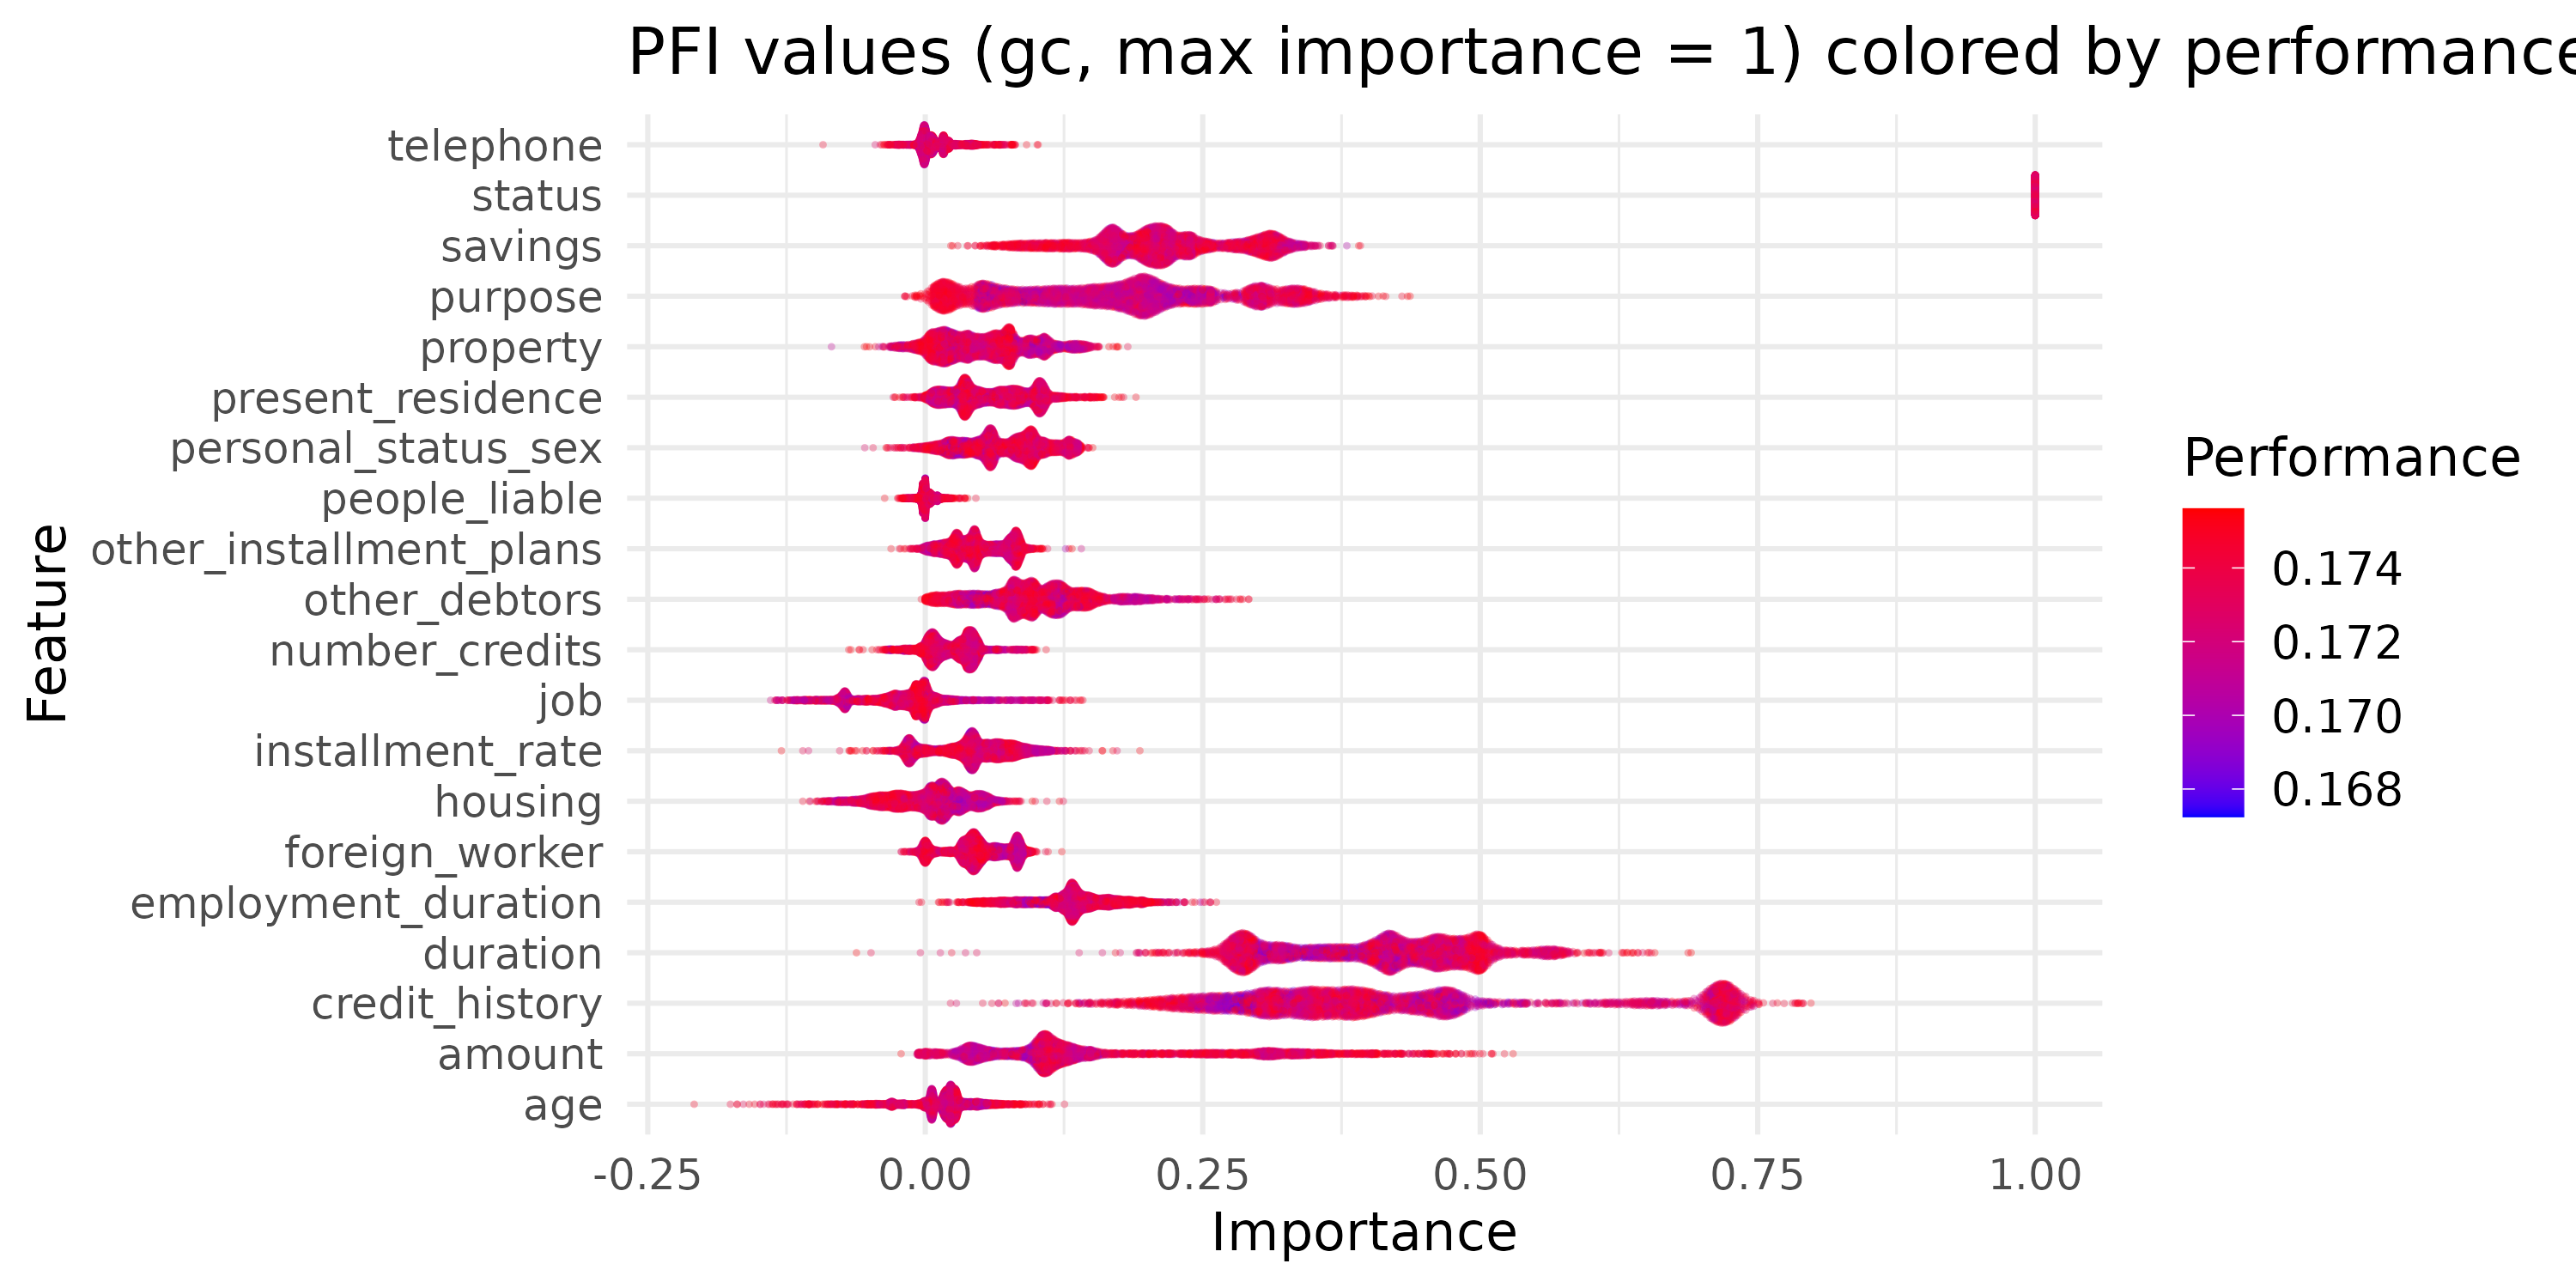 PFI values (gc, max importance = 1) colored by performance
telephone
status
savings
purpose
property
present_residence
personal_status_sex
people_liable
other_installment_plans
other_debtors
number_credits
job
installment_rate
housing
foreign_worker
employment_duration
duration
credit_history
amount
age
Feature
-0.25 0.00 0.25 0.50 0.75 1.00
Importance
Performance
0.174
0.172
0.170
0.168